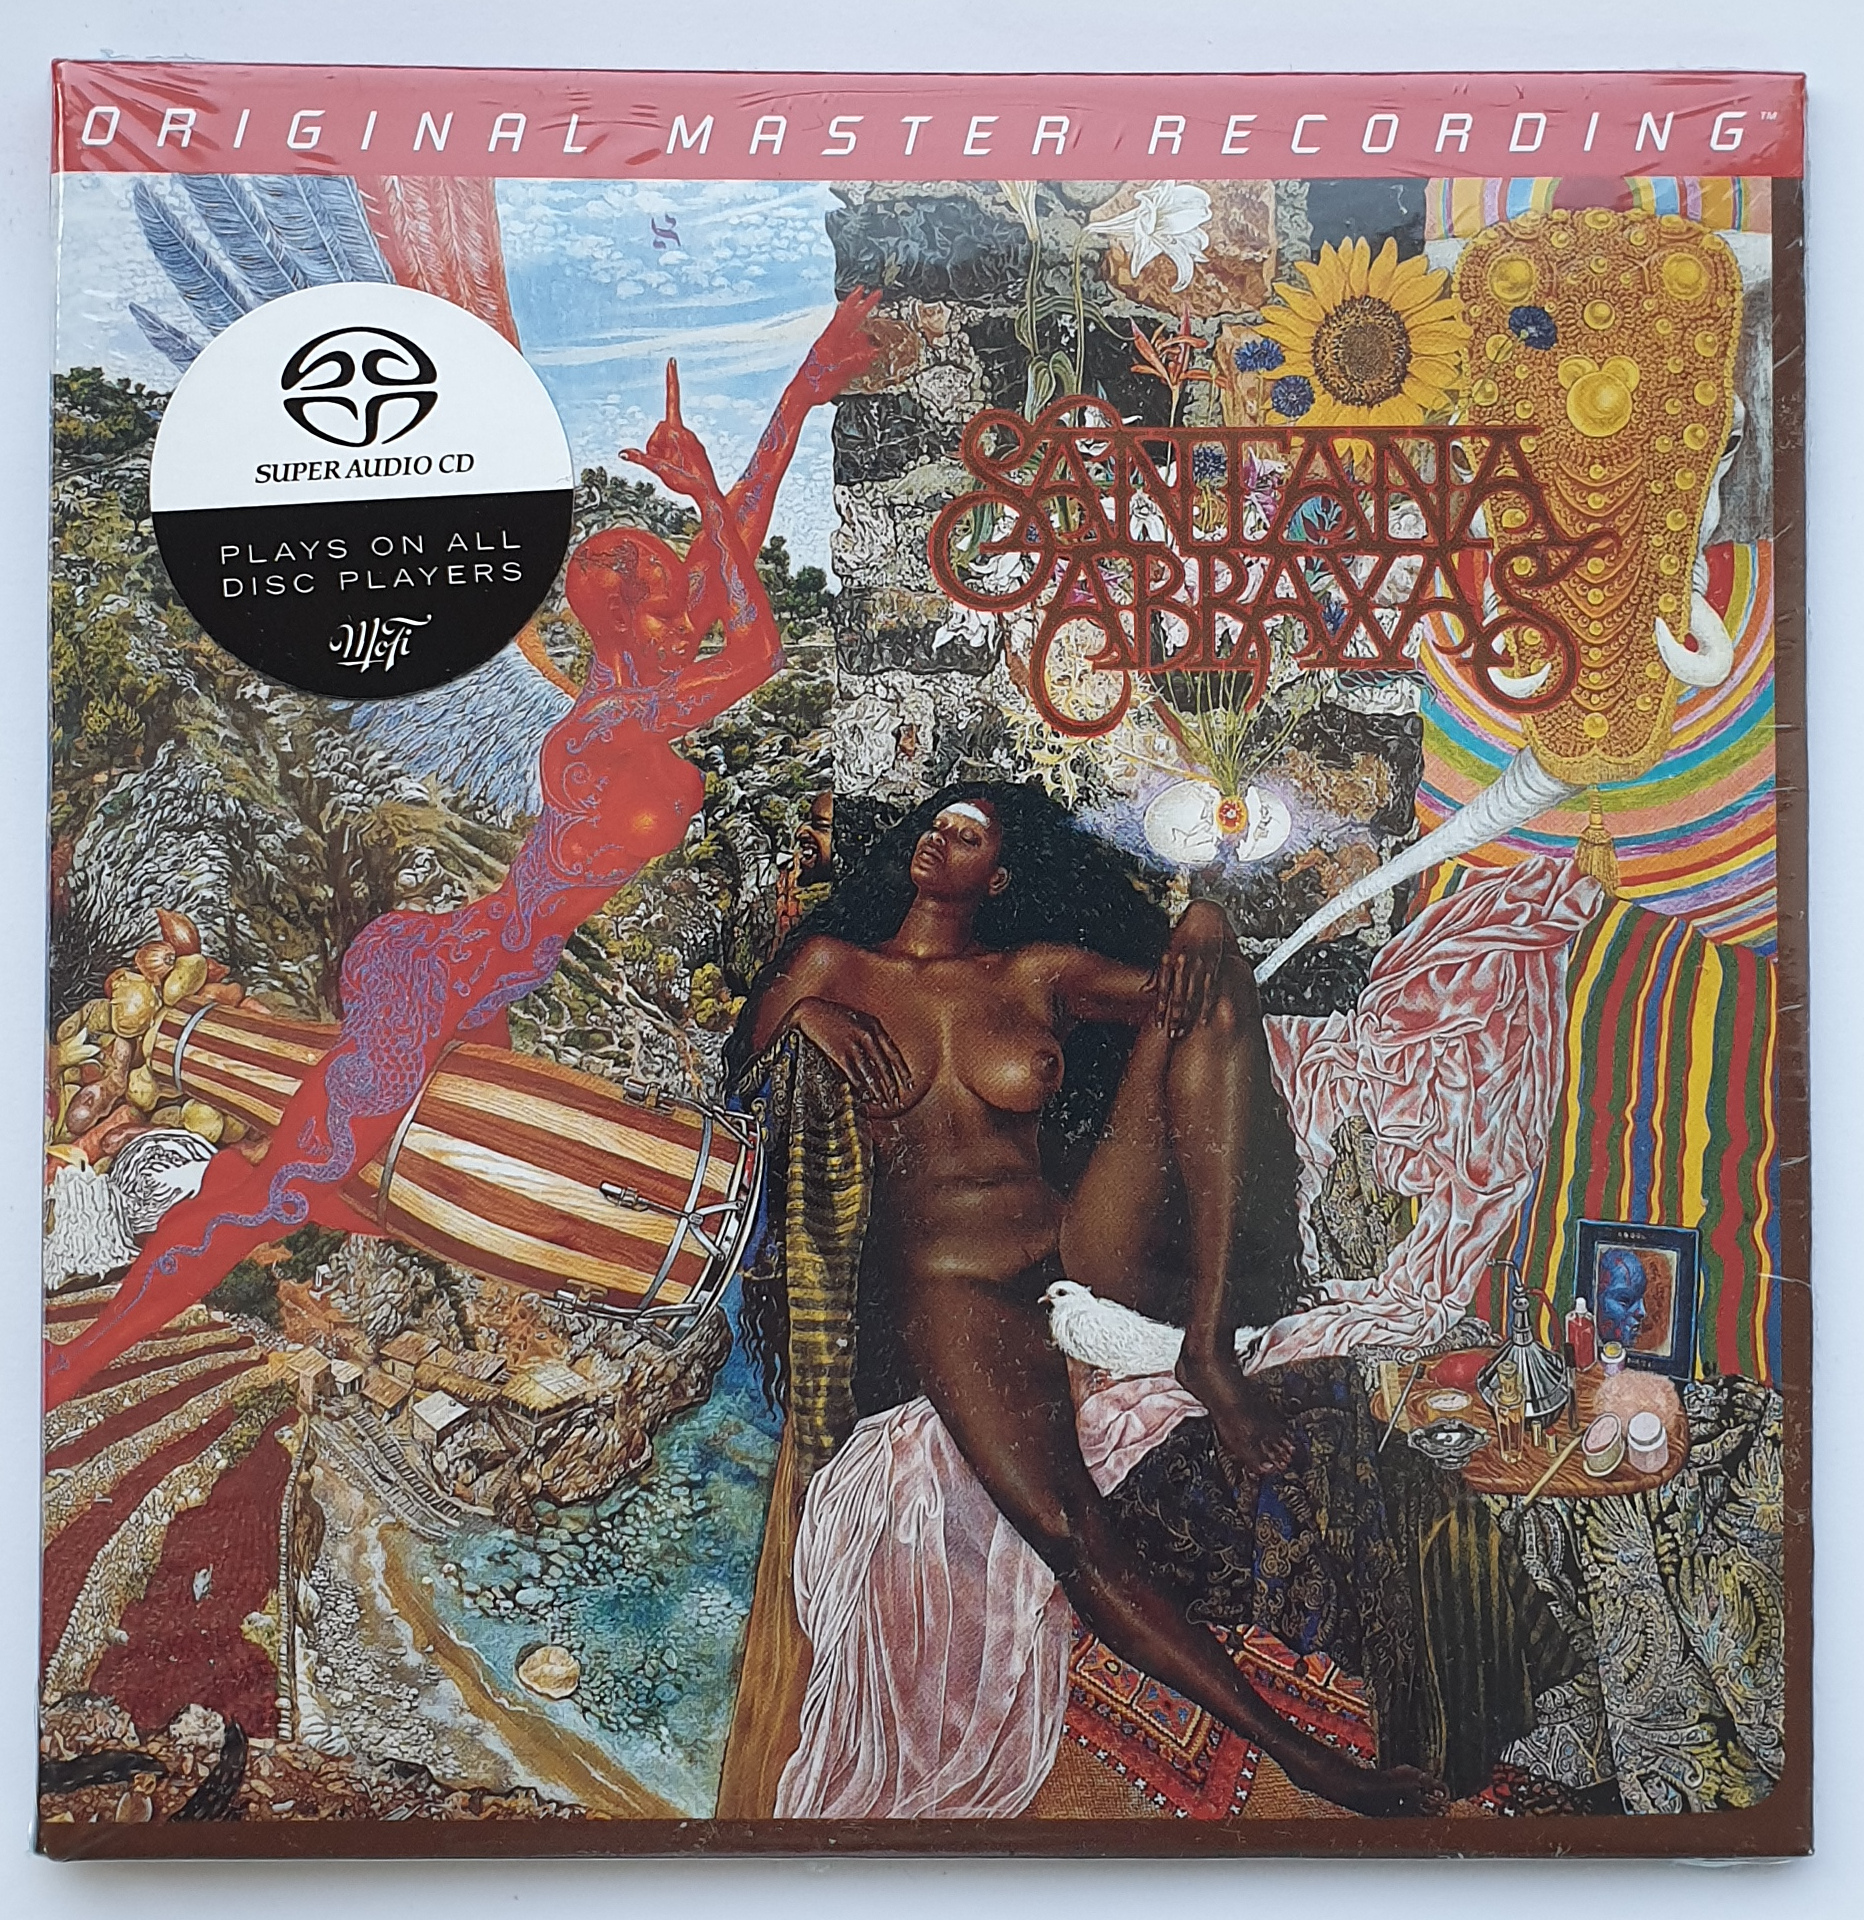 ORIGINAL MASTER RECORDING™
SUPER AUDIO CD
PLAYS ON ALL
DISC PLAYERS
MoFi
SANTANA
ABRAXAS
א